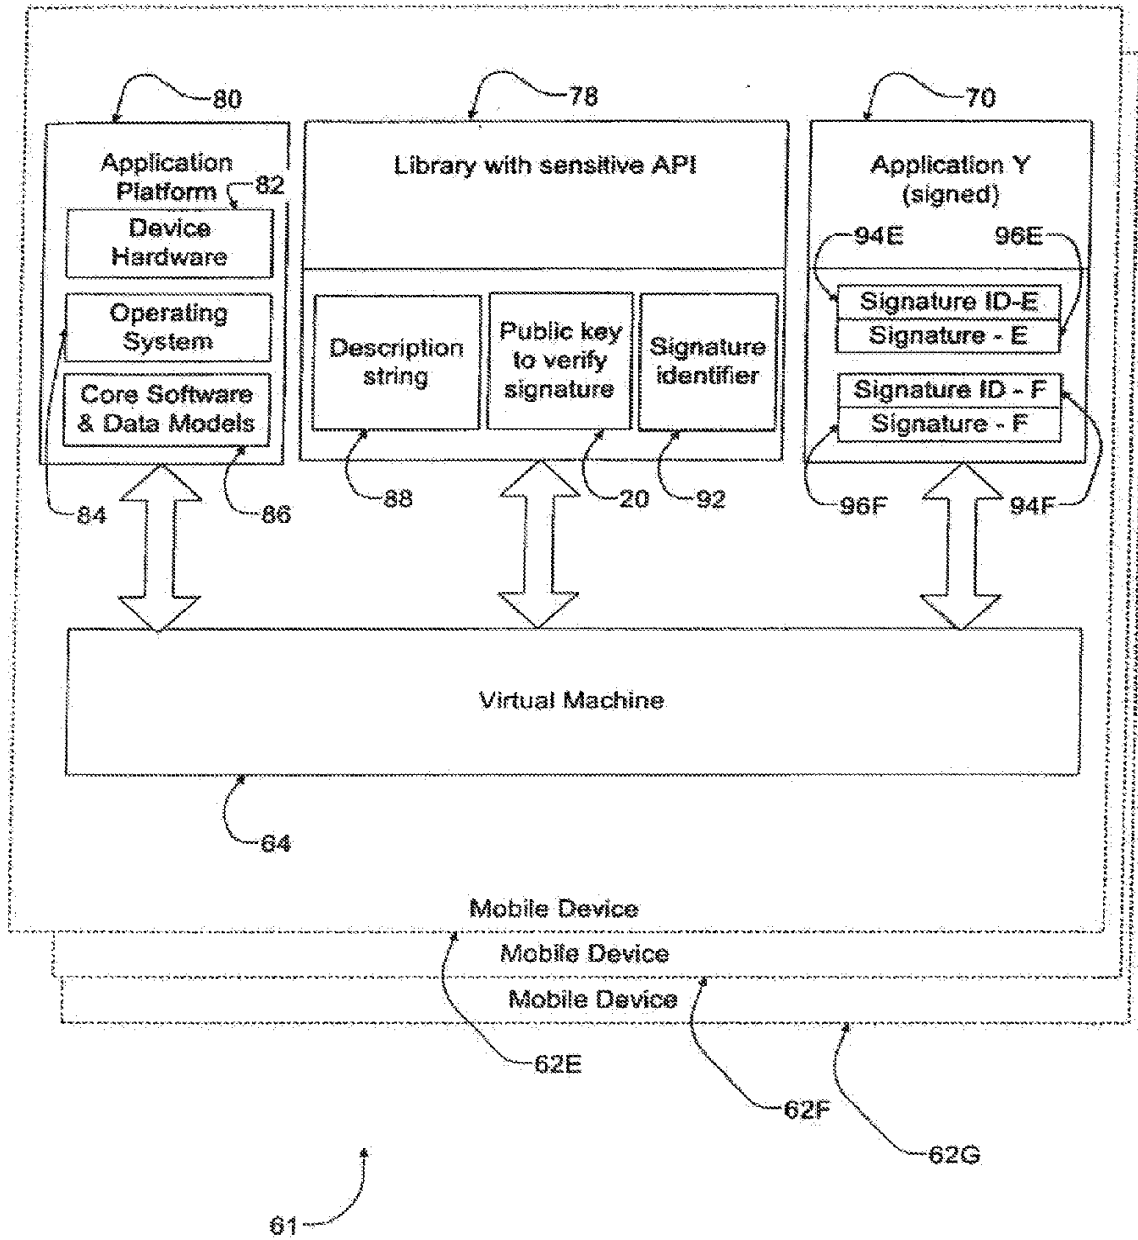 80
78
70
Application
Platform
82
Device
Hardware
Operating
System
Core Software
& Data Models
84
86
Library with sensitive API
Description
string
Public key
to verify
signature
Signature
identifier
88
20
92
Application Y
(signed)
94E
96E
Signature ID-E
Signature - E
Signature ID - F
Signature - F
96F
94F
Virtual Machine
64
Mobile Device
Mobile Device
Mobile Device
62E
62F
62G
61